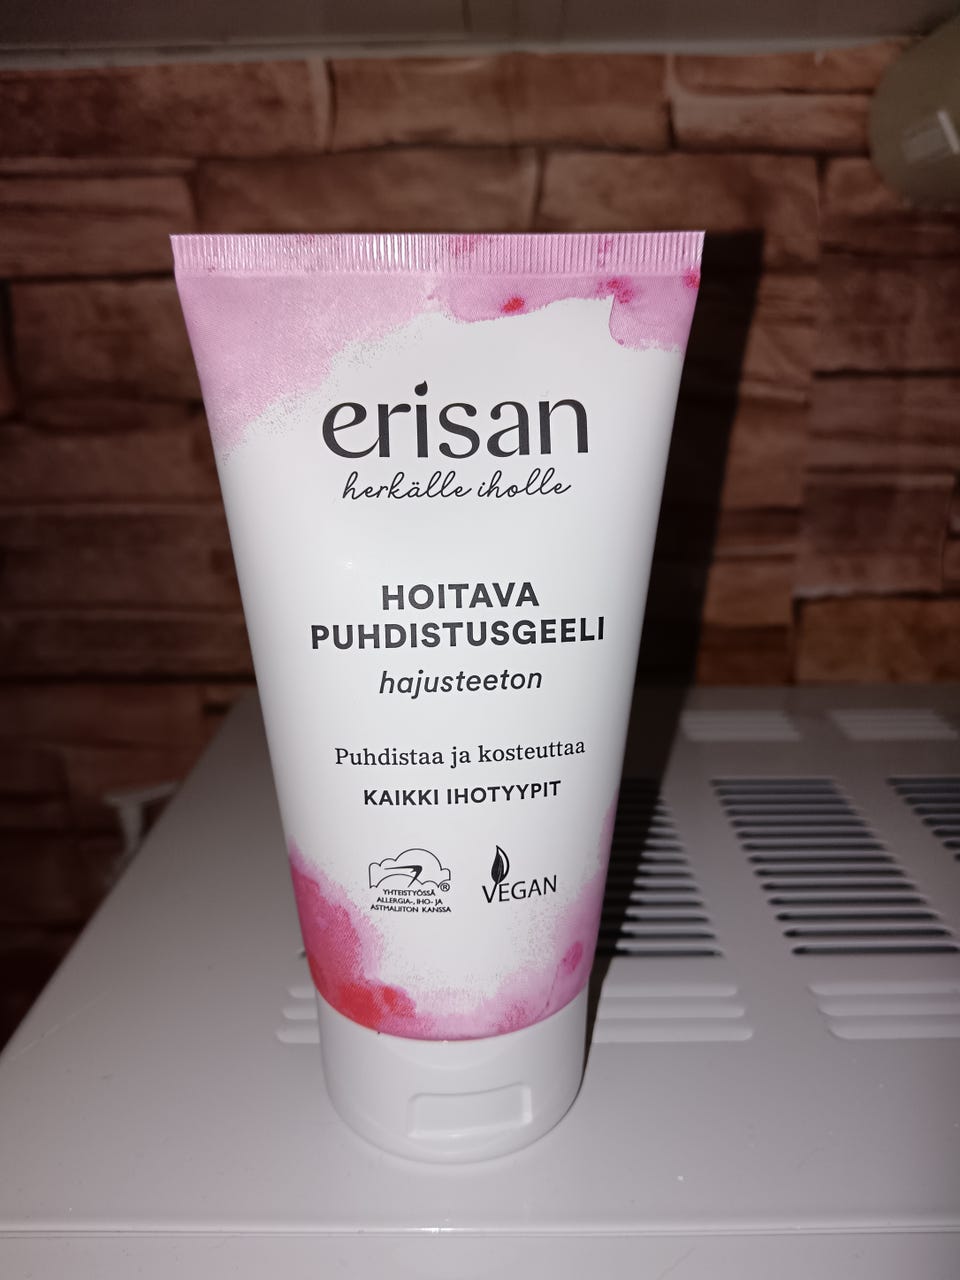 erisan
herkälle iholle
HOITAVA
PUHDISTUSGEELI
hajusteeton
Puhdistaa ja kosteuttaa
KAIKKI IHOTYYPIT
YHTEISTYÖSSÄ
ALLERGIA-, IHO- JA
ASTMALIITON KANSSA
®
VEGAN